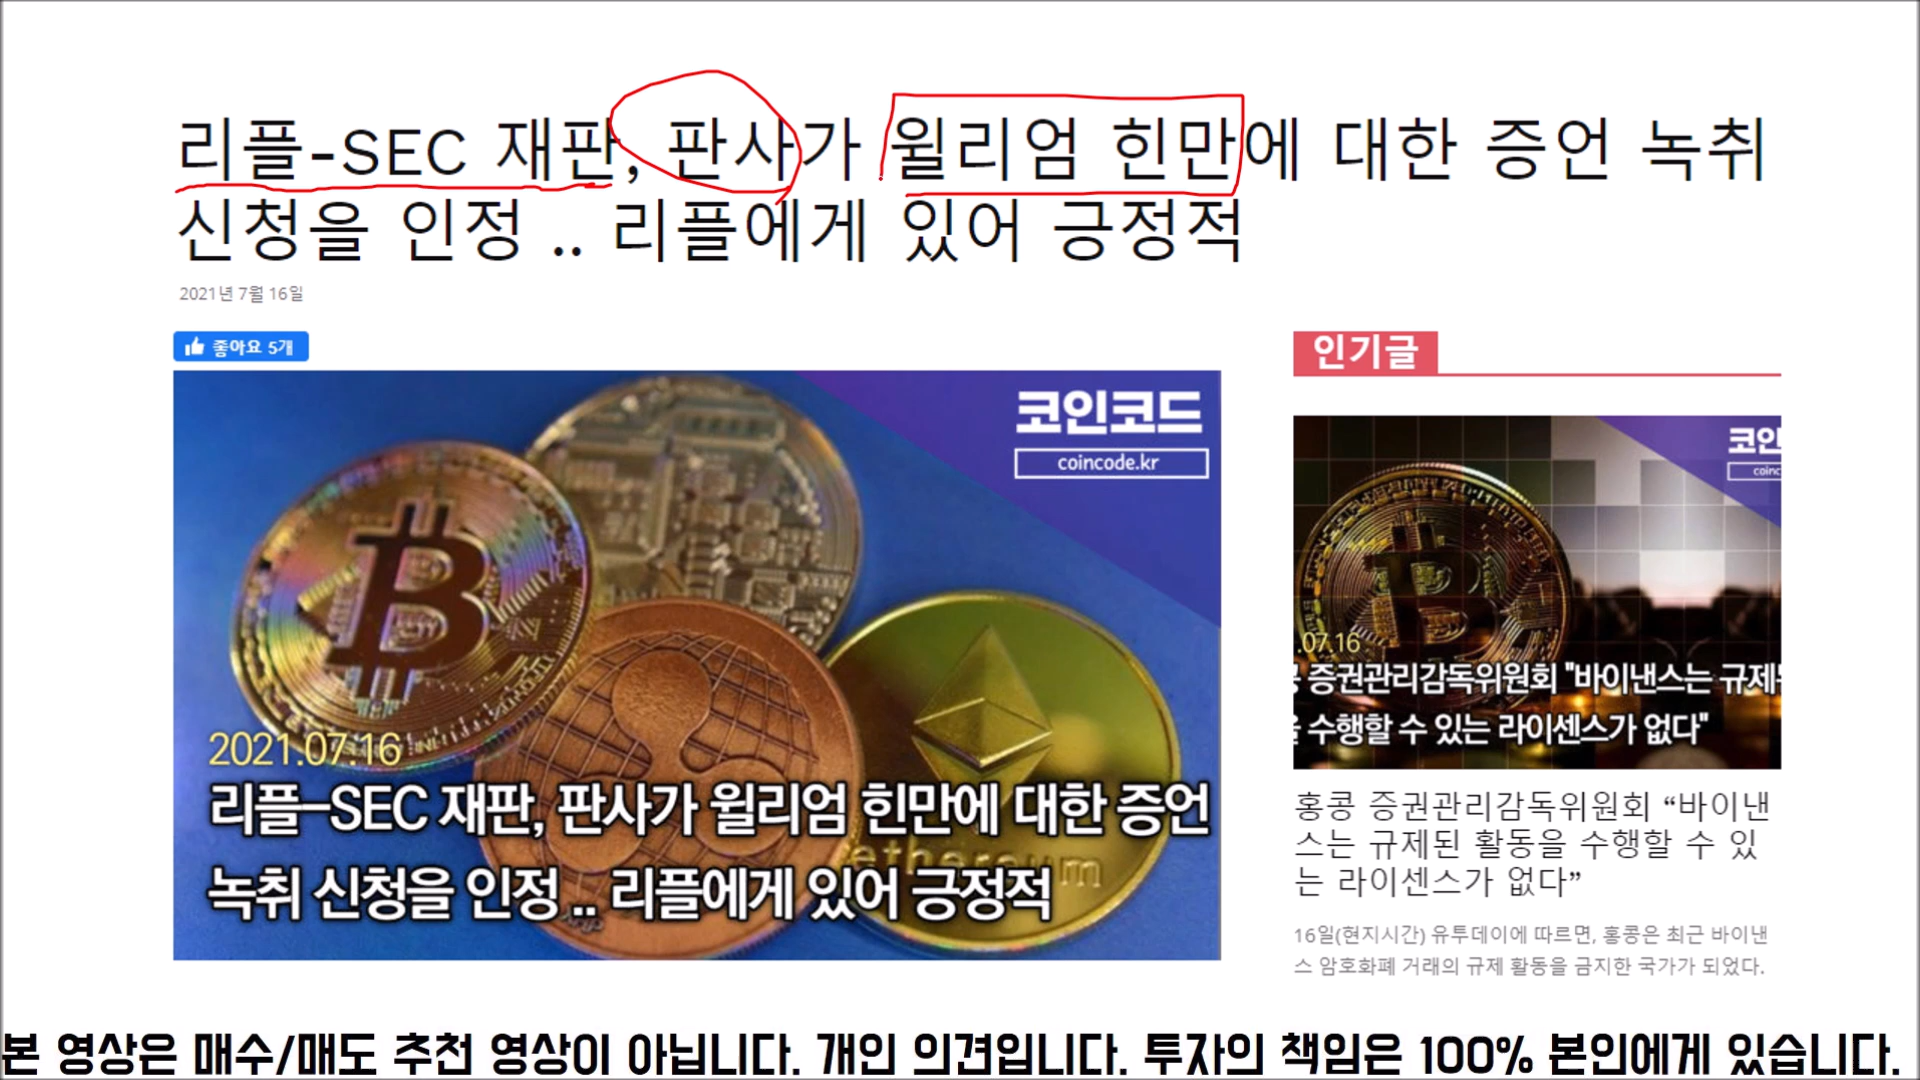 리플-SEC 재판, 판사가 윌리엄 힌만에 대한 증언 녹취
신청을 인정 .. 리플에게 있어 긍정적
2021년 7월 16일
좋아요 5개
코인코드
coincode.kr
2021.07.16
리플-SEC 재판, 판사가 윌리엄 힌만에 대한 증언
녹취 신청을 인정 .. 리플에게 있어 긍정적
ethereum
인기글
코인
coinc
.07.16
증권관리감독위원회 "바이낸스는 규제
수행할 수 있는 라이센스가 없다"
홍콩 증권관리감독위원회 “바이낸
스는 규제된 활동을 수행할 수 있
는 라이센스가 없다”
16일(현지시간) 유투데이에 따르면, 홍콩은 최근 바이낸
스 암호화폐 거래의 규제 활동을 금지한 국가가 되었다.
본 영상은 매수/매도 추천 영상이 아닙니다. 개인 의견입니다. 투자의 책임은 100% 본인에게 있습니다.